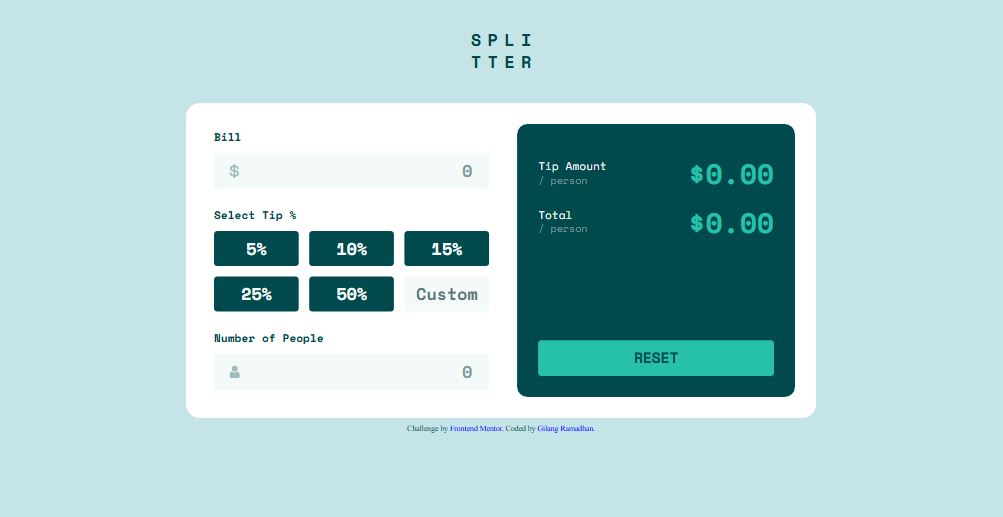 SPLI
TTER
Bill
$ 0
Select Tip %
5% 10% 15%
25% 50% Custom
Number of People
0
Tip Amount
/ person
$0.00
Total
/ person
$0.00
RESET
Challenge by Frontend Mentor. Coded by Gilang Ramadhan.